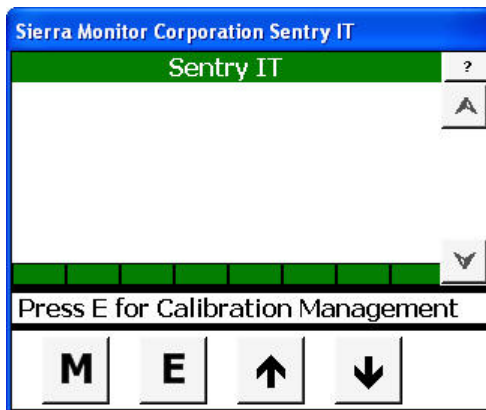 Sierra Monitor Corporation Sentry IT
Sentry IT ?
Press E for Calibration Management
M E